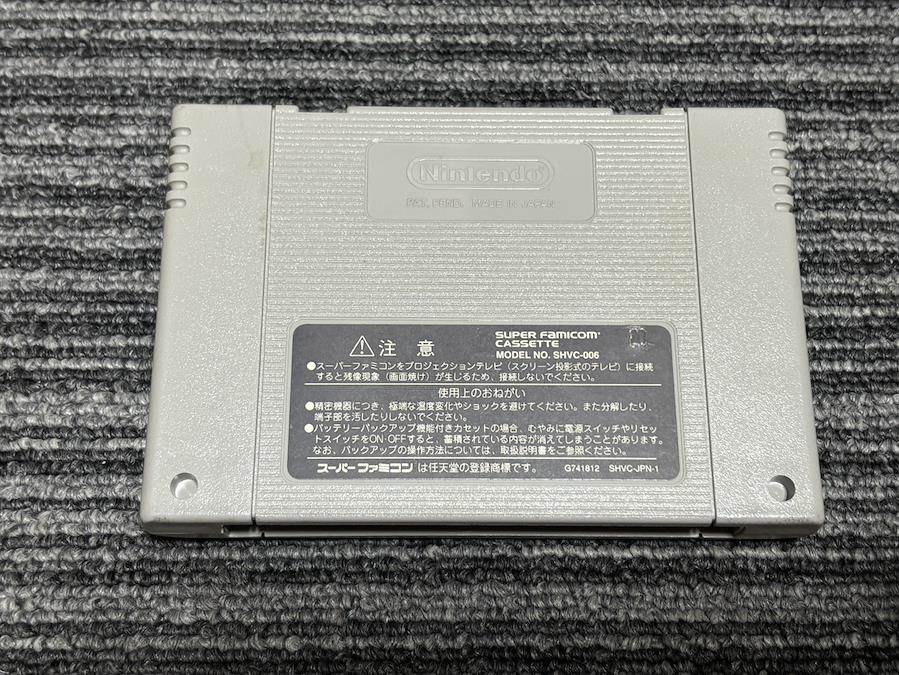 Nintendo®
PAT. PEND. MADE IN JAPAN
SUPER FAMICOM®
CASSETTE
⚠注意
MODEL NO. SHVC-006
●スーパーファミコンをプロジェクションテレビ（スクリーン投影式のテレビ）に接続
すると残像現象（画面焼け）が生じるため、接続しないでください。
使用上のおねがい
●精密機器につき、極端な温度変化やショックを避けてください。また分解したり、
端子部を汚したりしないでください。
●バッテリーバックアップ機能付きカセットの場合、むやみに電源スイッチやリセッ
トスイッチをON・OFFすると、蓄積されている内容が消えてしまうことがあります。
なお、バックアップの操作方法については、取扱説明書をご参照ください。
スーパーファミコンは任天堂の登録商標です。 G741812 SHVC-JPN-1